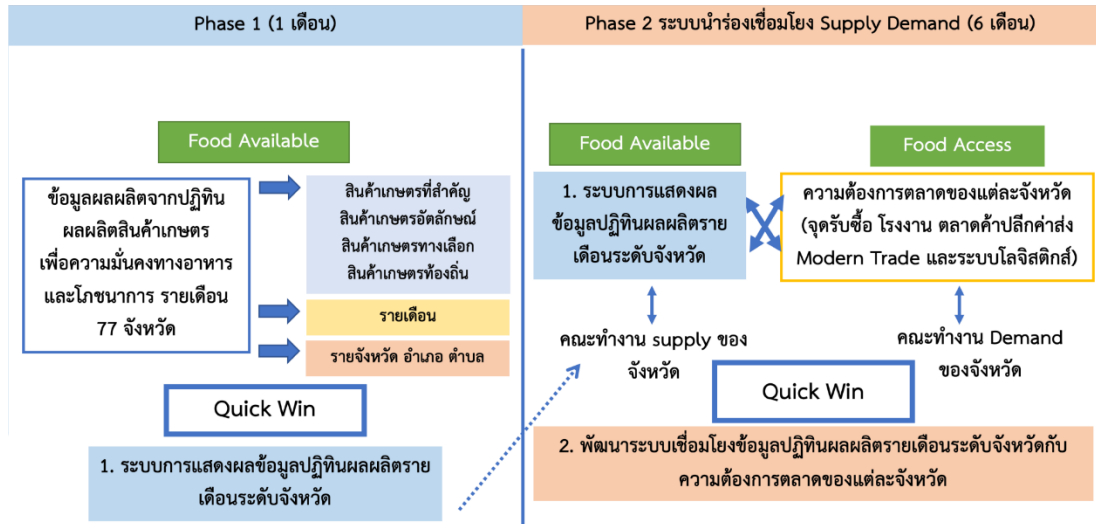 Phase 1 (1 เดือน)
Food Available
ข้อมูลผลผลิตจากปฏิทิน
ผลผลิตสินค้าเกษตร
เพื่อความมั่นคงทางอาหาร
และโภชนาการ รายเดือน
77 จังหวัด
สินค้าเกษตรที่สำคัญ
สินค้าเกษตรอัตลักษณ์
สินค้าเกษตรทางเลือก
สินค้าเกษตรท้องถิ่น
รายเดือน
รายจังหวัด อำเภอ ตำบล
Quick Win
1. ระบบการแสดงผลข้อมูลปฏิทินผลผลิตราย
เดือนระดับจังหวัด
Phase 2 ระบบนำร่องเชื่อมโยง Supply Demand (6 เดือน)
Food Available
1. ระบบการแสดงผล
ข้อมูลปฏิทินผลผลิตราย
เดือนระดับจังหวัด
คณะทำงาน supply ของ
จังหวัด
Food Access
ความต้องการตลาดของแต่ละจังหวัด
(จุดรับซื้อ โรงงาน ตลาดค้าปลีกค่าส่ง
Modern Trade และระบบโลจิสติกส์)
คณะทำงาน Demand
ของจังหวัด
Quick Win
2. พัฒนาระบบเชื่อมโยงข้อมูลปฏิทินผลผลิตรายเดือนระดับจังหวัดกับ
ความต้องการตลาดของแต่ละจังหวัด